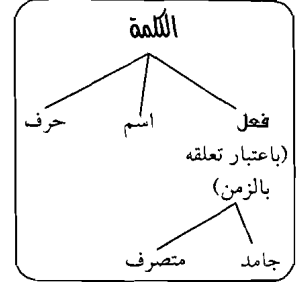 الكلمة
فعل اسم حرف
(باعتبار تعلقه
بالزمن)
جامد متصرف